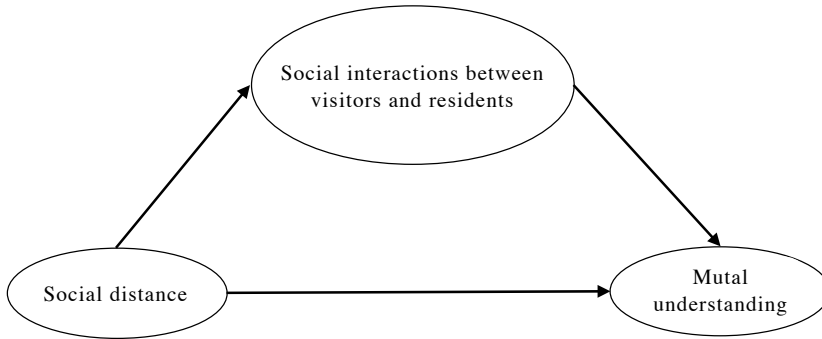 Social interactions between
visitors and residents
Social distance
Mutal
understanding